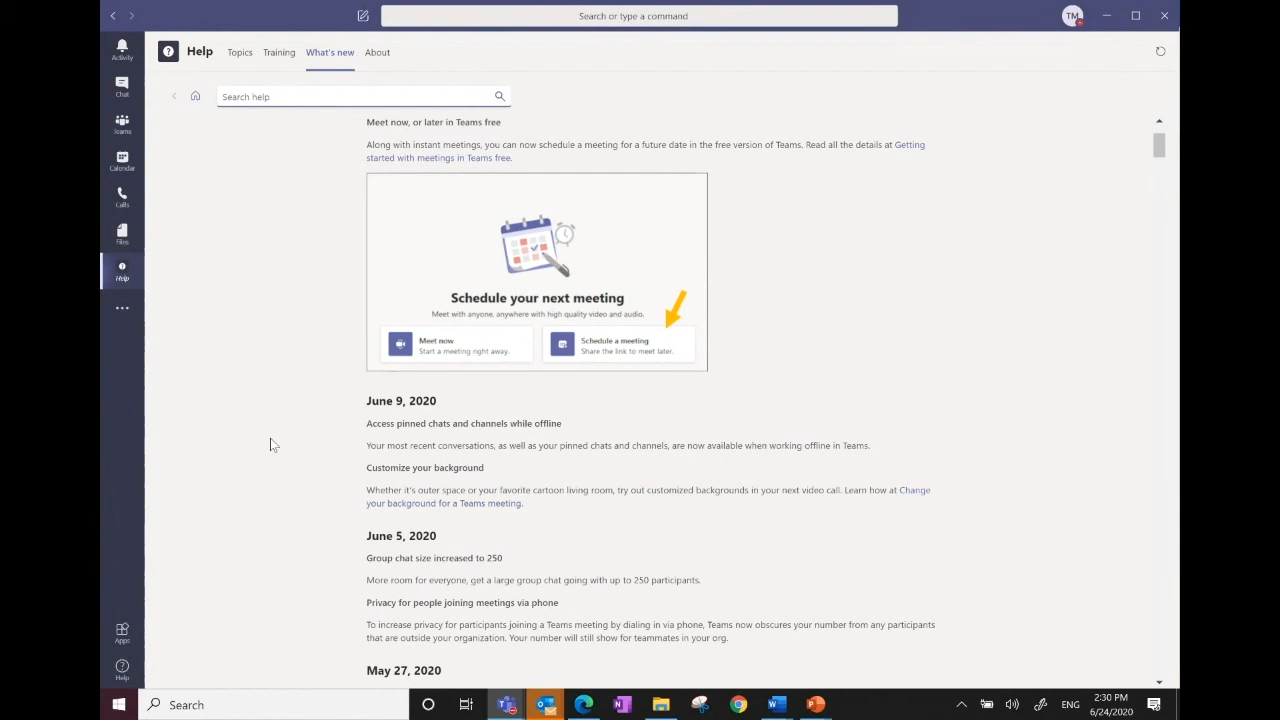 Search or type a command
TM
Activity
Chat
Teams
Calendar
Calls
Files
Help
Apps
Help
Help
Topics
Training
What's new
About
Search help
Meet now, or later in Teams free
Along with instant meetings, you can now schedule a meeting for a future date in the free version of Teams. Read all the details at Getting
started with meetings in Teams free.
Schedule your next meeting
Meet with anyone, anywhere with high quality video and audio.
Meet now
Start a meeting right away.
Schedule a meeting
Share the link to meet later.
June 9, 2020
Access pinned chats and channels while offline
Your most recent conversations, as well as your pinned chats and channels, are now available when working offline in Teams.
Customize your background
Whether it's outer space or your favorite cartoon living room, try out customized backgrounds in your next video call. Learn how at Change
your background for a Teams meeting.
June 5, 2020
Group chat size increased to 250
More room for everyone, get a large group chat going with up to 250 participants.
Privacy for people joining meetings via phone
To increase privacy for participants joining a Teams meeting by dialing in via phone, Teams now obscures your number from any participants
that are outside your organization. Your number will still show for teammates in your org.
May 27, 2020
Search
ENG
2:30 PM
6/24/2020